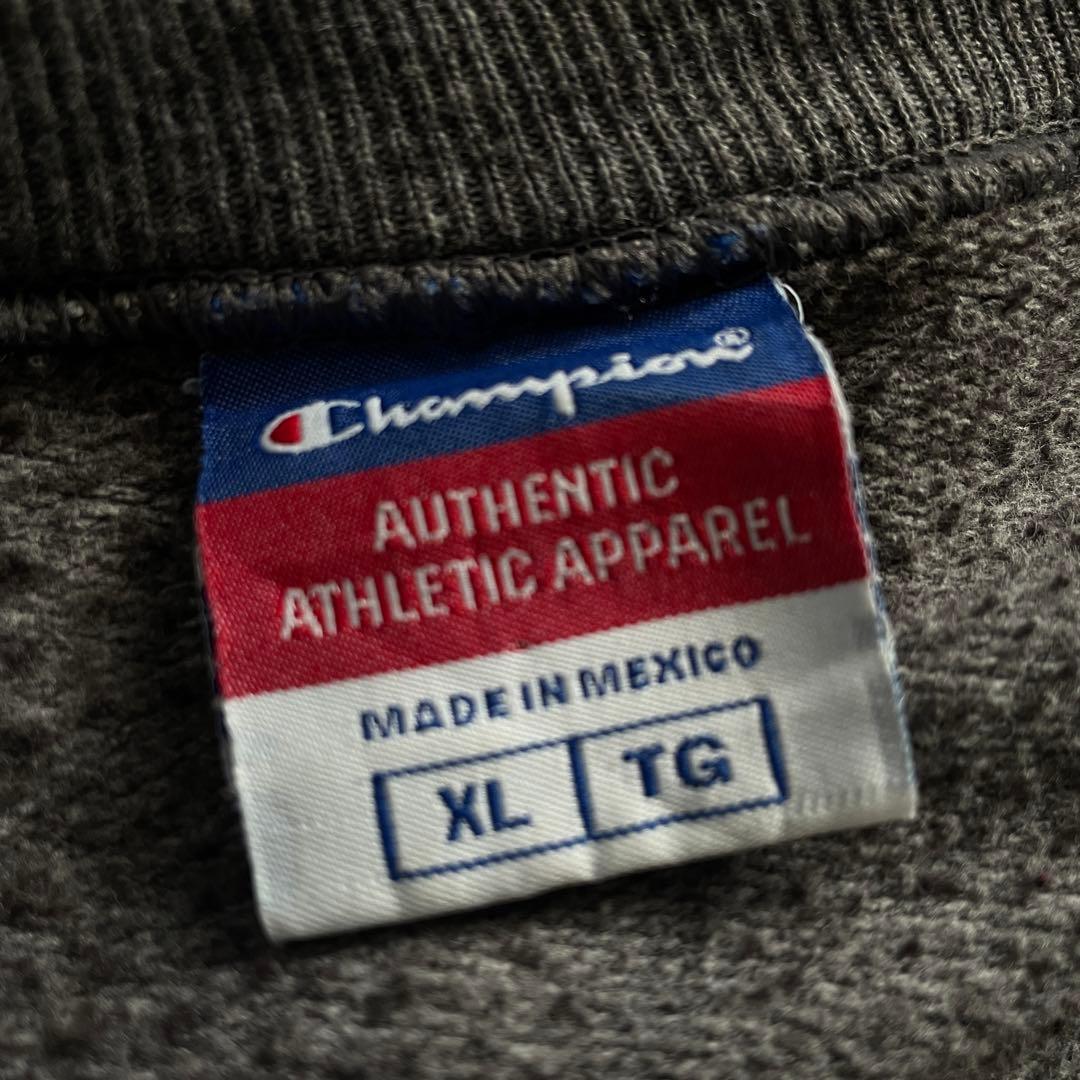 Champion®
AUTHENTIC
ATHLETIC APPAREL
MADE IN MEXICO
XL TG